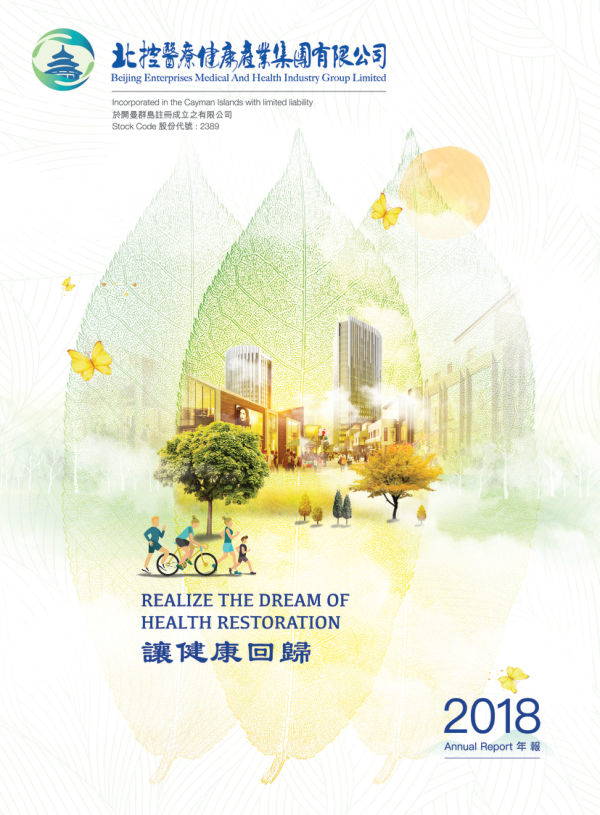 北控醫療健康產業集團有限公司
Beijing Enterprises Medical And Health Industry Group Limited
Incorporated in the Cayman Islands with limited liability
於開曼群島註冊成立之有限公司
Stock Code 股份代號 : 2389
REALIZE THE DREAM OF
HEALTH RESTORATION
讓健康回歸
2018
Annual Report 年報